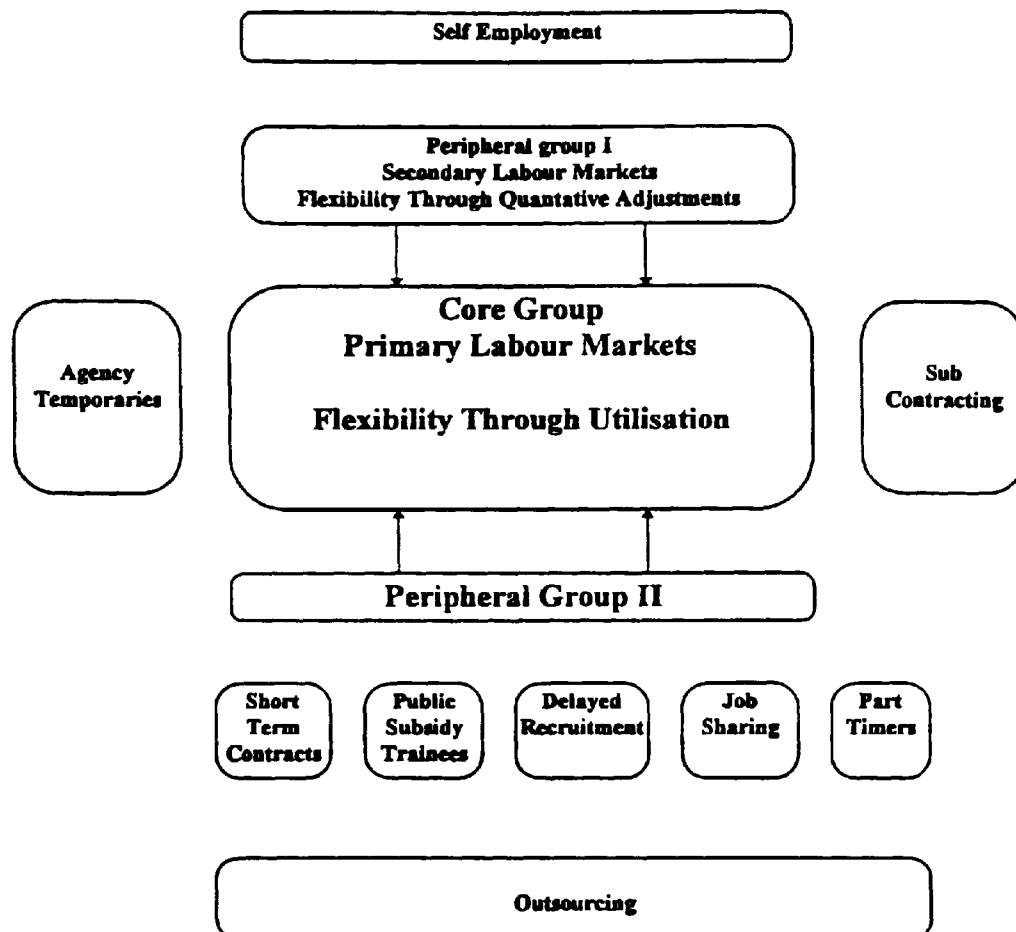 Self Employment
Peripheral group I
Secondary Labour Markets
Flexibility Through Quantative Adjustments
Core Group
Primary Labour Markets
Flexibility Through Utilisation
Agency
Temporaries
Sub
Contracting
Peripheral Group II
Short
Term
Contracts
Public
Subsidy
Trainees
Delayed
Recruitment
Job
Sharing
Part
Timers
Outsourcing